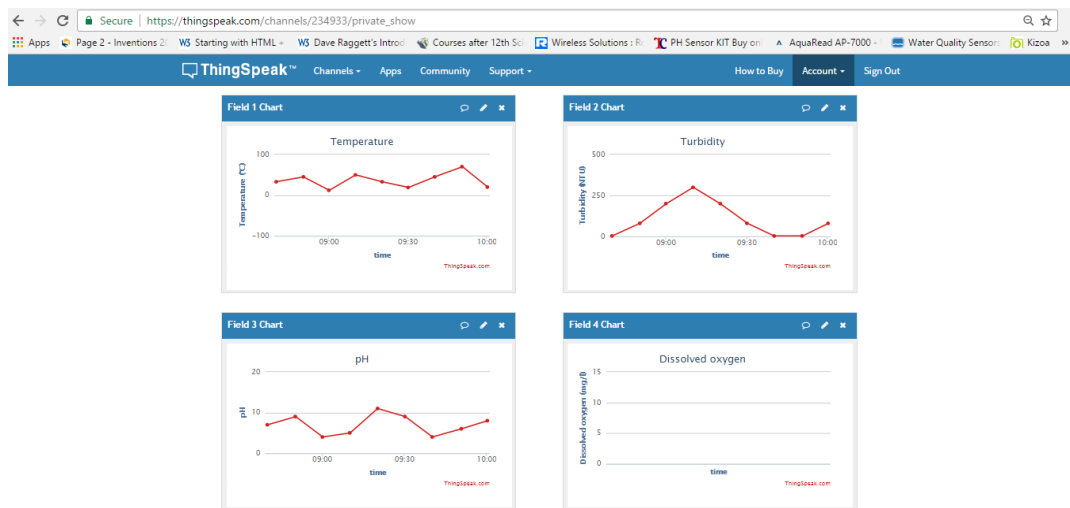 Secure | https://thingspeak.com/channels/234933/private_show
Apps Page 2 - Inventions 2 W3 Starting with HTML + W3 Dave Raggett's Introd Courses after 12th Sci Wireless Solutions : R PH Sensor KIT Buy on AquaRead AP-7000 - Water Quality Sensors Kizoa »
ThingSpeak™ Channels Apps Community Support How to Buy Account Sign Out
Field 1 Chart
Temperature
Temperature (°C)
100
0
-100
09:00 09:30 10:00
time
ThingSpeak.com
Field 2 Chart
Turbidity
Turbidity (NTU)
500
250
0
09:00 09:30 10:00
time
ThingSpeak.com
Field 3 Chart
pH
pH
20
10
0
09:00 09:30 10:00
time
ThingSpeak.com
Field 4 Chart
Dissolved oxygen
Dissolved oxygen (mg/l)
15
10
5
0
time
ThingSpeak.com